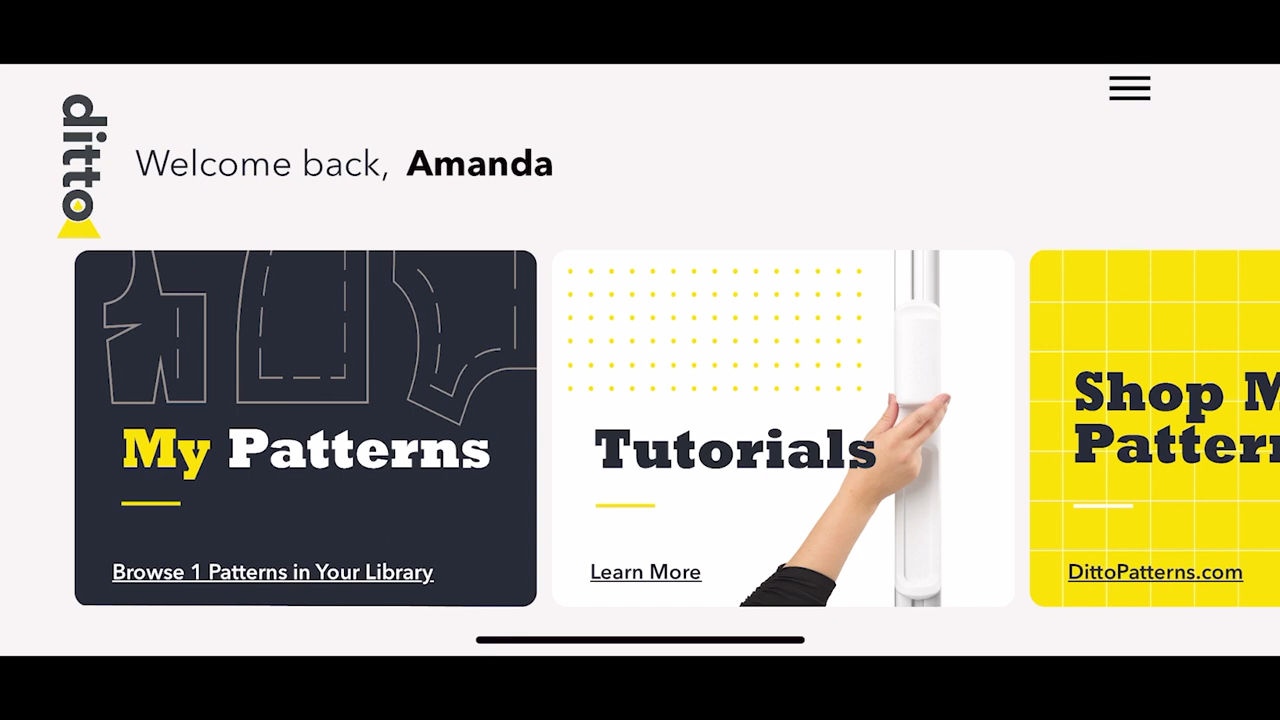 ditto
Welcome back, Amanda
My Patterns
Browse 1 Patterns in Your Library
Tutorials
Learn More
Shop
DittoPatterns.com